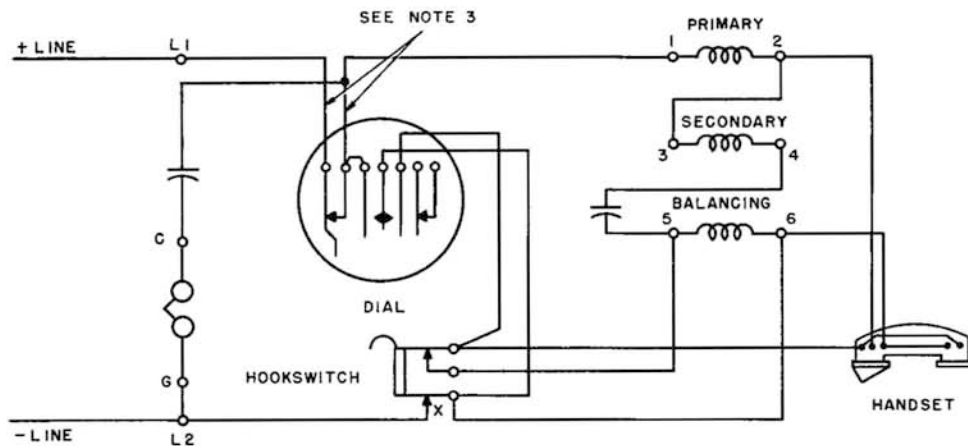 SEE NOTE 3
+ LINE
L1
1
PRIMARY
2
SECONDARY
3
4
BALANCING
5
6
C
DIAL
HOOKSWITCH
X
G
- LINE
L2
HANDSET